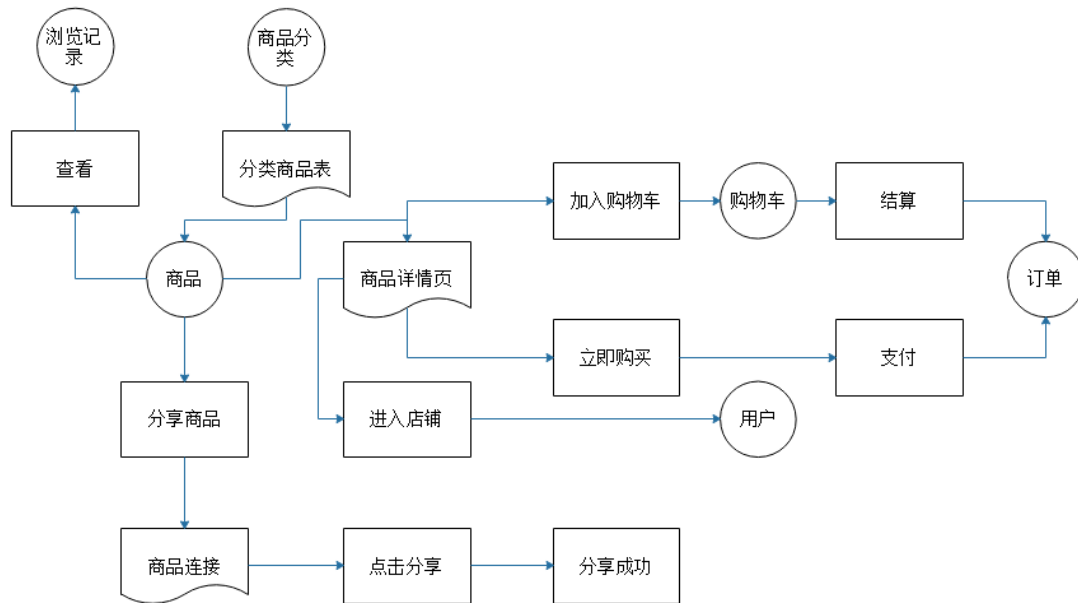 浏览记
录
商品分
类
查看
分类商品表
加入购物车
购物车
结算
商品
商品详情页
订单
立即购买
支付
分享商品
进入店铺
用户
商品连接
点击分享
分享成功